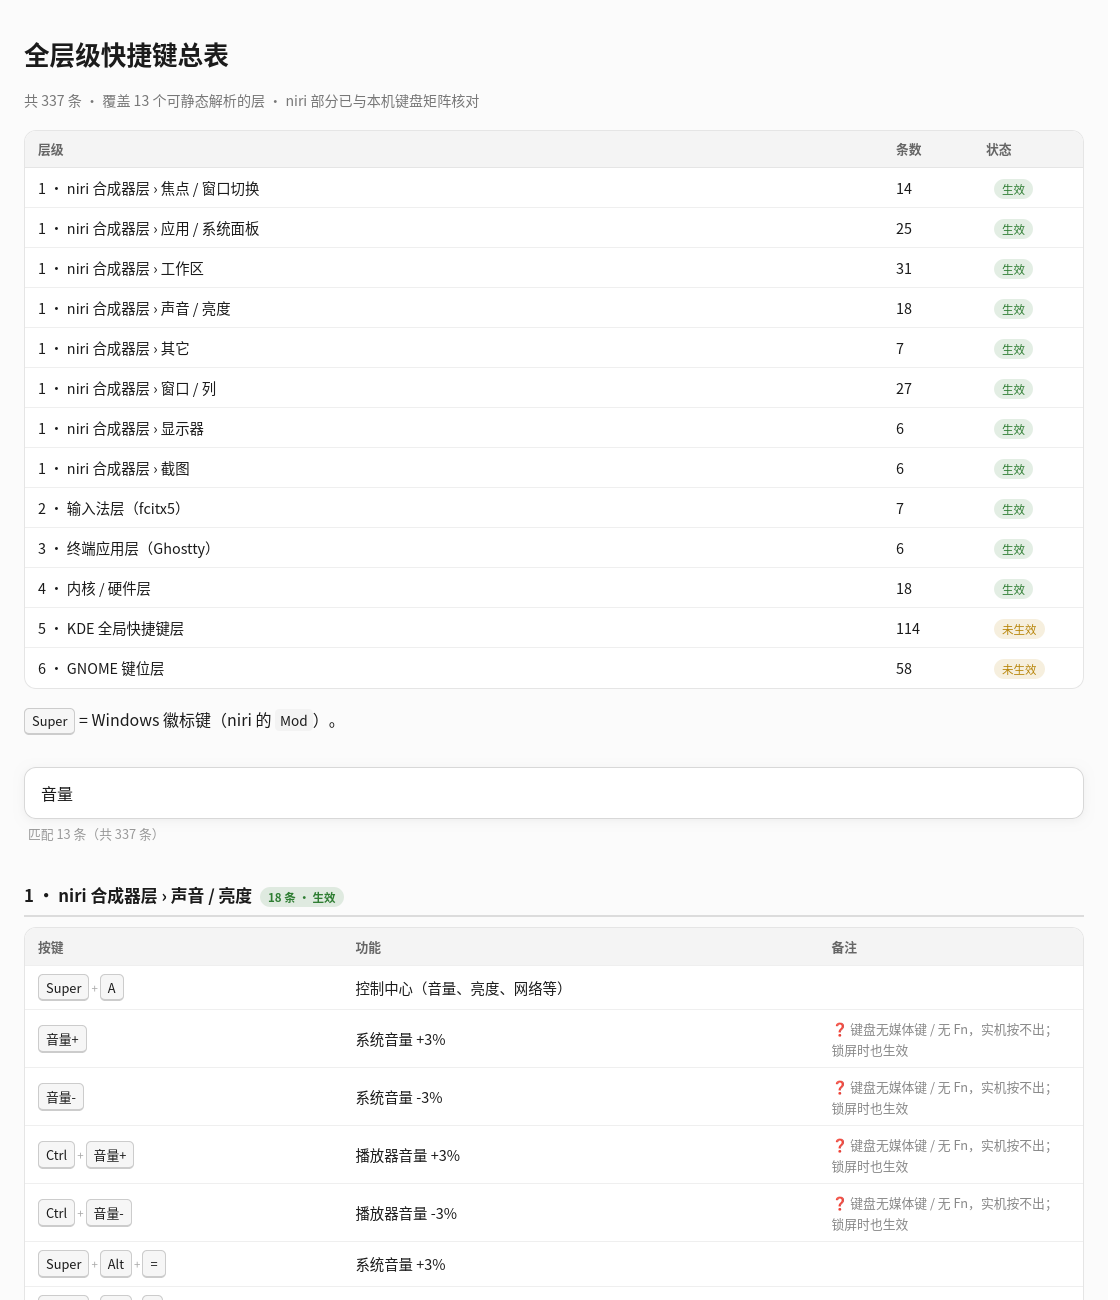 全层级快捷键总表
共 337 条 · 覆盖 13 个可静态解析的层 · niri 部分已与本机键盘矩阵核对
层级 条数 状态
1 · niri 合成器层 › 焦点 / 窗口切换 14 生效
1 · niri 合成器层 › 应用 / 系统面板 25 生效
1 · niri 合成器层 › 工作区 31 生效
1 · niri 合成器层 › 声音 / 亮度 18 生效
1 · niri 合成器层 › 其它 7 生效
1 · niri 合成器层 › 窗口 / 列 27 生效
1 · niri 合成器层 › 显示器 6 生效
1 · niri 合成器层 › 截图 6 生效
2 · 输入法层（fcitx5） 7 生效
3 · 终端应用层（Ghostty） 6 生效
4 · 内核 / 硬件层 18 生效
5 · KDE 全局快捷键层 114 未生效
6 · GNOME 键位层 58 未生效
Super = Windows 徽标键（niri 的 Mod ）。
音量
匹配 13 条（共 337 条）
1 · niri 合成器层 › 声音 / 亮度 18 条 · 生效
按键 功能 备注
Super + A 控制中心（音量、亮度、网络等）
音量+ 系统音量 +3% ❓ 键盘无媒体键 / 无 Fn，实机按不出；
锁屏时也生效
音量- 系统音量 -3% ❓ 键盘无媒体键 / 无 Fn，实机按不出；
锁屏时也生效
Ctrl + 音量+ 播放器音量 +3% ❓ 键盘无媒体键 / 无 Fn，实机按不出；
锁屏时也生效
Ctrl + 音量- 播放器音量 -3% ❓ 键盘无媒体键 / 无 Fn，实机按不出；
锁屏时也生效
Super + Alt + = 系统音量 +3%